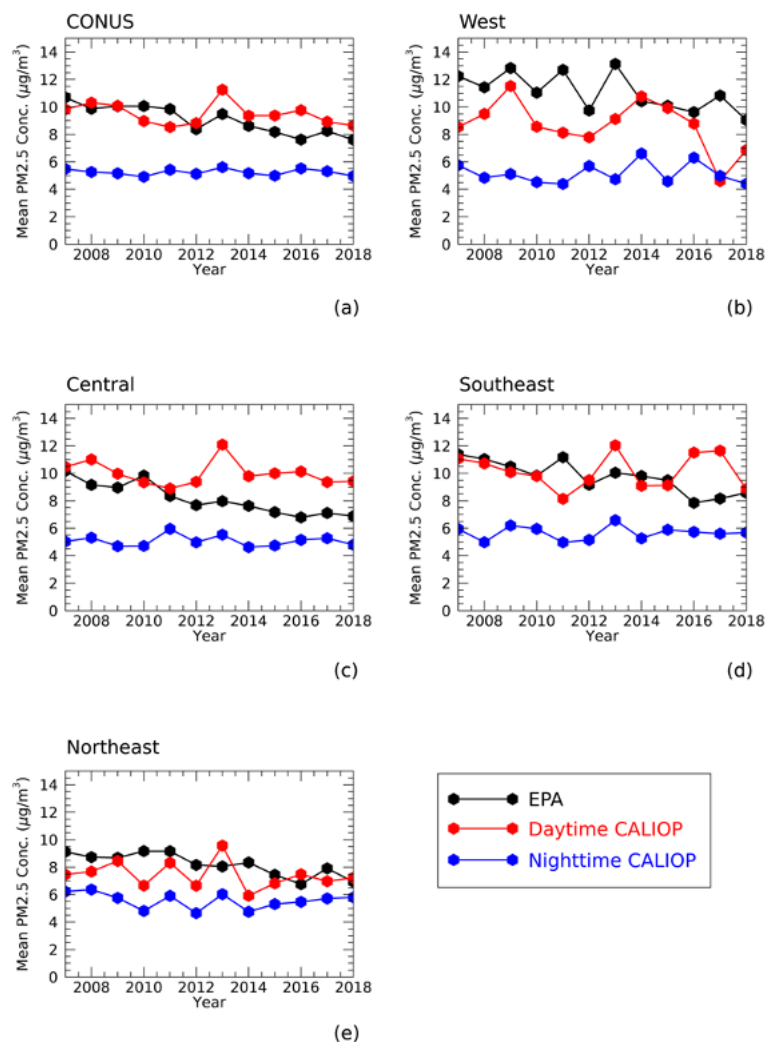 CONUS
Mean PM2.5 Conc. (µg/m³)
14
12
10
8
6
4
2
0
2008 2010 2012 2014 2016 2018
Year
(a)
West
Mean PM2.5 Conc. (µg/m³)
14
12
10
8
6
4
2
0
2008 2010 2012 2014 2016 2018
Year
(b)
Central
Mean PM2.5 Conc. (µg/m³)
14
12
10
8
6
4
2
0
2008 2010 2012 2014 2016 2018
Year
(c)
Southeast
Mean PM2.5 Conc. (µg/m³)
14
12
10
8
6
4
2
0
2008 2010 2012 2014 2016 2018
Year
(d)
Northeast
Mean PM2.5 Conc. (µg/m³)
14
12
10
8
6
4
2
0
2008 2010 2012 2014 2016 2018
Year
(e)
EPA
Daytime CALIOP
Nighttime CALIOP